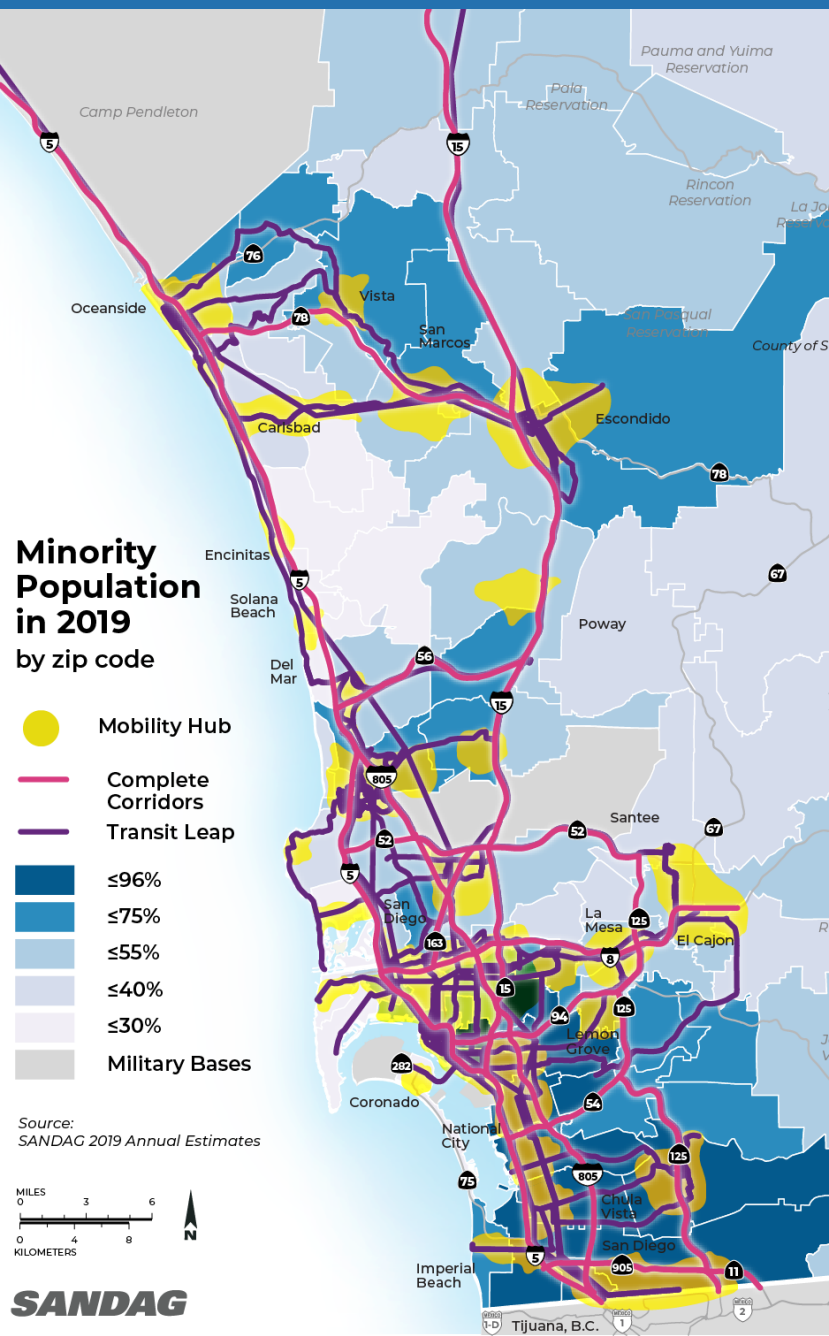 Pauma and Yuima
Reservation
Pala
Reservation
Camp Pendleton
5
15
Rincon
Reservation
La Jo
Reserva
76
Oceanside
Vista
78
San
Marcos
San Pasqual
Reservation
County of S
Carlsbad
Escondido
78
Minority
Population
in 2019
by zip code
Encinitas
5
67
Solana
Beach
Poway
Del
Mar
56
15
Mobility Hub
Complete
Corridors
Transit Leap
805
Santee
52
52
67
5
≤96%
≤75%
≤55%
≤40%
≤30%
Military Bases
San
Diego
La
Mesa
125
163
El Cajon
8
R
15
94
125
Lemon
Grove
J
V
282
Coronado
54
Source:
SANDAG 2019 Annual Estimates
National
City
125
75
805
Chula
Vista
MILES
0 3 6
0 4 8
KILOMETERS
N
San Diego
5
905
11
Imperial
Beach
SANDAG
1-D
Tijuana, B.C.
1
2